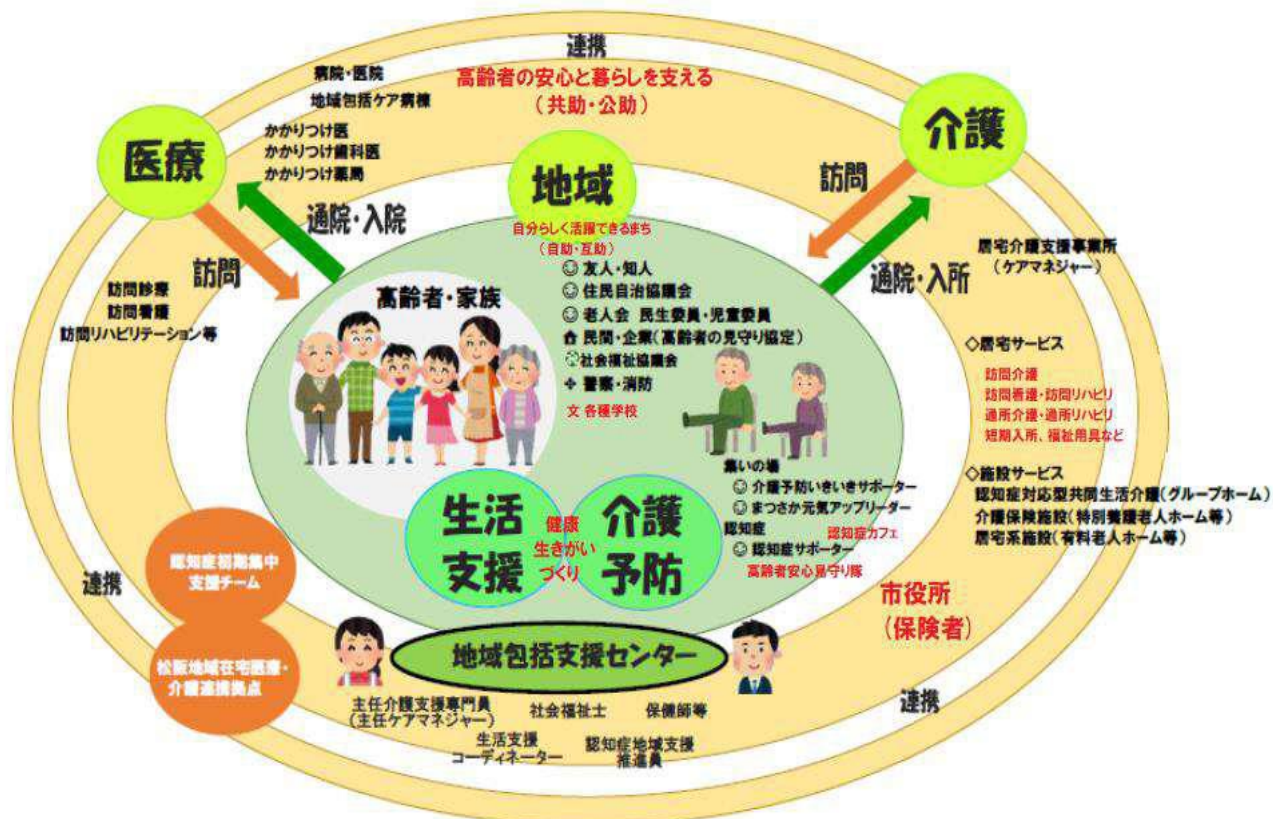 連携
病院・医院
地域包括ケア病棟
高齢者の安心と暮らしを支える
(共助・公助)
医療
かかりつけ医
かかりつけ歯科医
かかりつけ薬局
介護
通院・入院
訪問
訪問診療
訪問看護
訪問リハビリテーション等
地域
自分らしく活躍できるまち
(自助・互助)
友人・知人
住民自治協議会
老人会 民生委員・児童委員
民間・企業(高齢者の見守り協定)
社会福祉協議会
警察・消防
文 各種学校
高齢者・家族
訪問
通院・入所
居宅介護支援事業所
(ケアマネジャー)
◇居宅サービス
訪問介護
訪問看護・訪問リハビリ
通所介護・通所リハビリ
短期入所、福祉用具など
◇施設サービス
認知症対応型共同生活介護(グループホーム)
介護保険施設(特別養護老人ホーム等)
居宅系施設(有料老人ホーム等)
集いの場
介護予防いきいきサポーター
まつさか元気アップリーダー
認知症
認知症カフェ
認知症サポーター
高齢者安心見守り隊
生活
支援
健康
生きがい
づくり
介護
予防
認知症初期集中
支援チーム
連携
松阪地域在宅医療・
介護連携拠点
市役所
(保険者)
地域包括支援センター
主任介護支援専門員
(主任ケアマネジャー)
社会福祉士
保健師等
生活支援
コーディネーター
認知症地域支援
推進員
連携